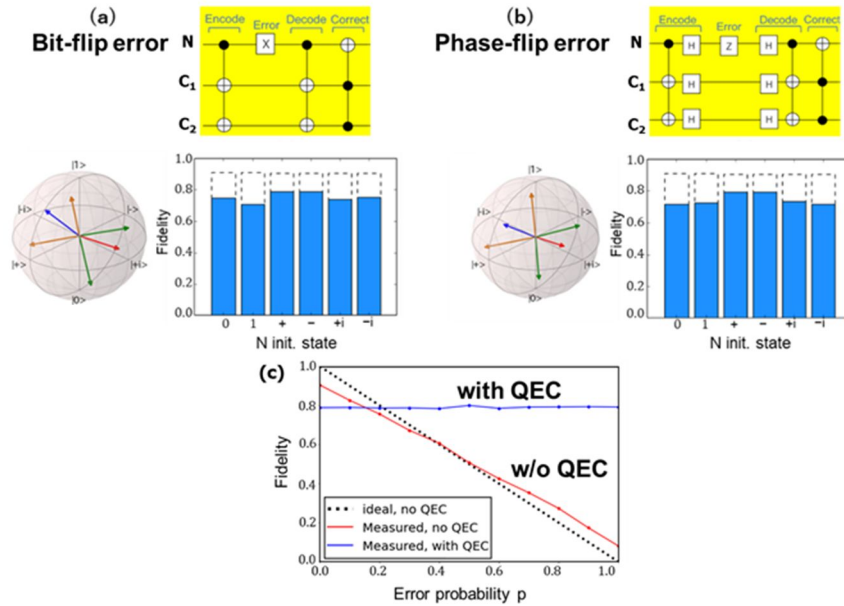 (a)
Bit-flip error
Encode Error Decode Correct
N
X
C1
C2
|1>
|-i>
|->
|+>
|+i>
|0>
Fidelity
1.0
0.8
0.6
0.4
0.2
0.0
0 1 + - +i -i
N init. state
(b)
Phase-flip error
Encode Error Decode Correct
N H Z H
C1 H H
C2 H H
|1>
|-i>
|->
|+>
|+i>
|0>
Fidelity
1.0
0.8
0.6
0.4
0.2
0.0
0 1 + - +i -i
N init. state
(c)
with QEC
w/o QEC
Fidelity
1.0
0.8
0.6
0.4
0.2
0.0
ideal, no QEC
Measured, no QEC
Measured, with QEC
0.0 0.2 0.4 0.6 0.8 1.0
Error probability p